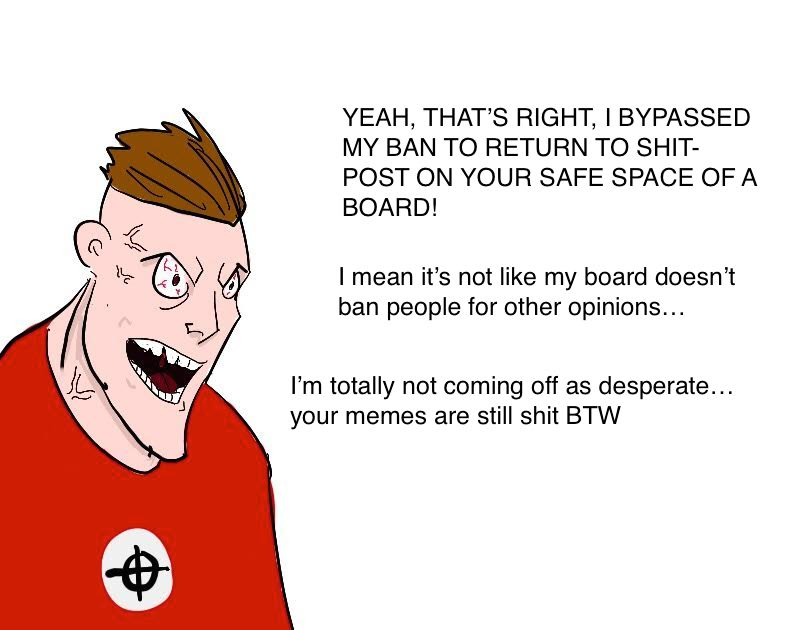 YEAH, THAT’S RIGHT, I BYPASSED
MY BAN TO RETURN TO SHIT-
POST ON YOUR SAFE SPACE OF A
BOARD!
I mean it’s not like my board doesn’t
ban people for other opinions…
I’m totally not coming off as desperate…
your memes are still shit BTW